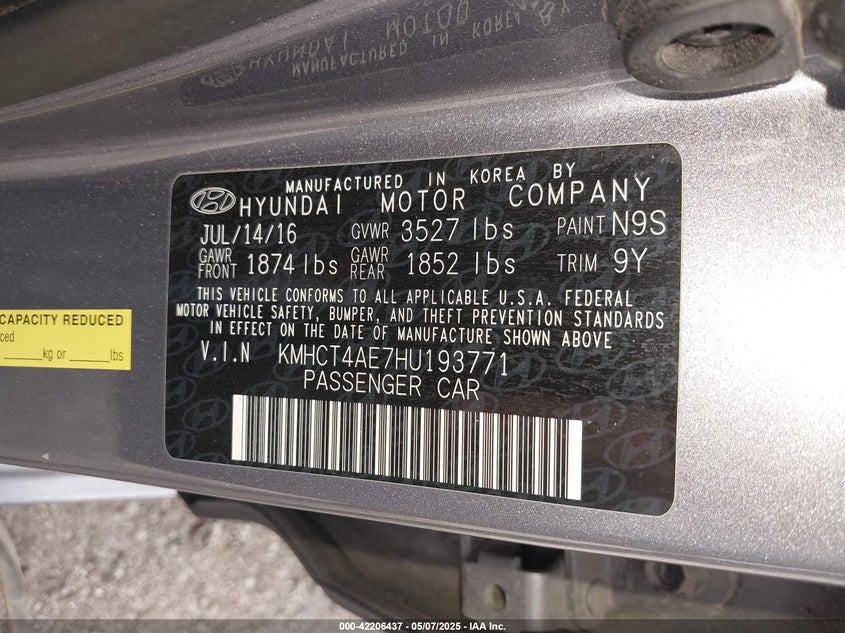 HYUNDAI MOTOR
MANUFACTURED IN KOREA
MANUFACTURED IN KOREA BY
HYUNDAI MOTOR COMPANY
JUL/14/16 GVWR 3527 lbs PAINT N9S
GAWR FRONT 1874 lbs GAWR REAR 1852 lbs TRIM 9Y
THIS VEHICLE CONFORMS TO ALL APPLICABLE U.S.A. FEDERAL
MOTOR VEHICLE SAFETY, BUMPER, AND THEFT PREVENTION STANDARDS
IN EFFECT ON THE DATE OF MANUFACTURE SHOWN ABOVE
V.I.N KMHCT4AE7HU193771
PASSENGER CAR
CAPACITY REDUCED
_____kg or _____lbs
000-42206437 - 05/07/2025 - IAA Inc.